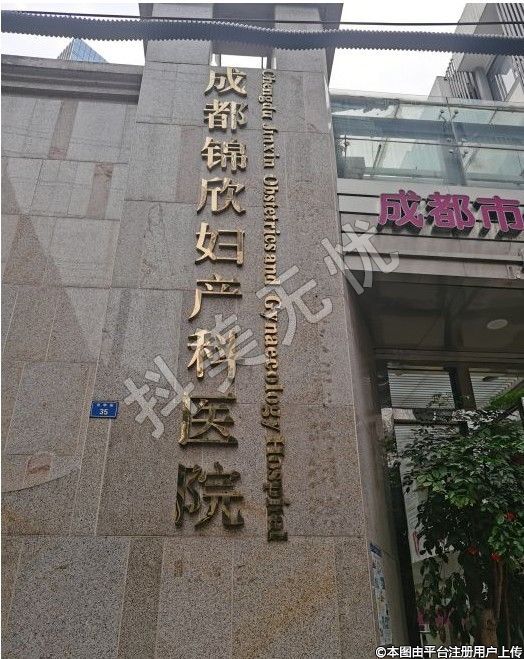 成都锦欣妇产科医院
Chengdu Jinxin Obstetrics and Gynaecology Hospital
成都市
35
抖美无忧
©本图由平台注册用户上传